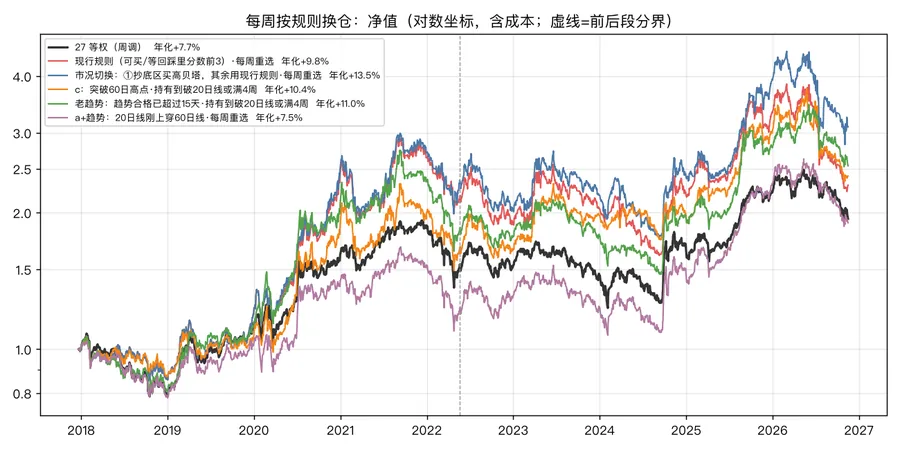 每周按规则换仓：净值（对数坐标，含成本；虚线=前后段分界）
27 等权（周调） 年化+7.7%
现行规则（可买/等回踩里分数前3）·每周重选 年化+9.8%
市况切换：①抄底区买高贝塔，其余用现行规则·每周重选 年化+13.5%
c：突破60日高点·持有到破20日线或满4周 年化+10.4%
老趋势：趋势合格已超过15天·持有到破20日线或满4周 年化+11.0%
a+趋势：20日线刚上穿60日线·每周重选 年化+7.5%
4.0
3.0
2.5
2.0
1.5
1.0
0.8
2018 2019 2020 2021 2022 2023 2024 2025 2026 2027